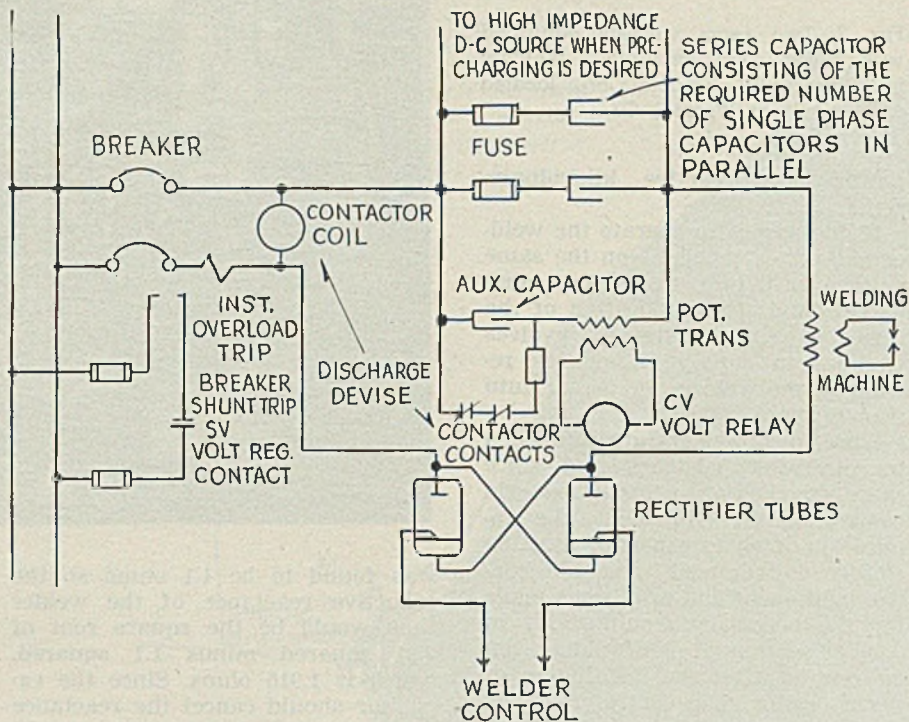 TO HIGH IMPEDANCE
D-C SOURCE WHEN PRE-
CHARGING IS DESIRED
SERIES CAPACITOR
CONSISTING OF THE
REQUIRED NUMBER
OF SINGLE PHASE
CAPACITORS IN
PARALLEL
BREAKER
FUSE
CONTACTOR
COIL
AUX. CAPACITOR
POT.
TRANS
WELDING
MACHINE
INST.
OVERLOAD
TRIP
BREAKER
SHUNT TRIP
SV
VOLT REG.
CONTACT
DISCHARGE
DEVISE
CONTACTOR
CONTACTS
CV
VOLT RELAY
RECTIFIER TUBES
WELDER
CONTROL